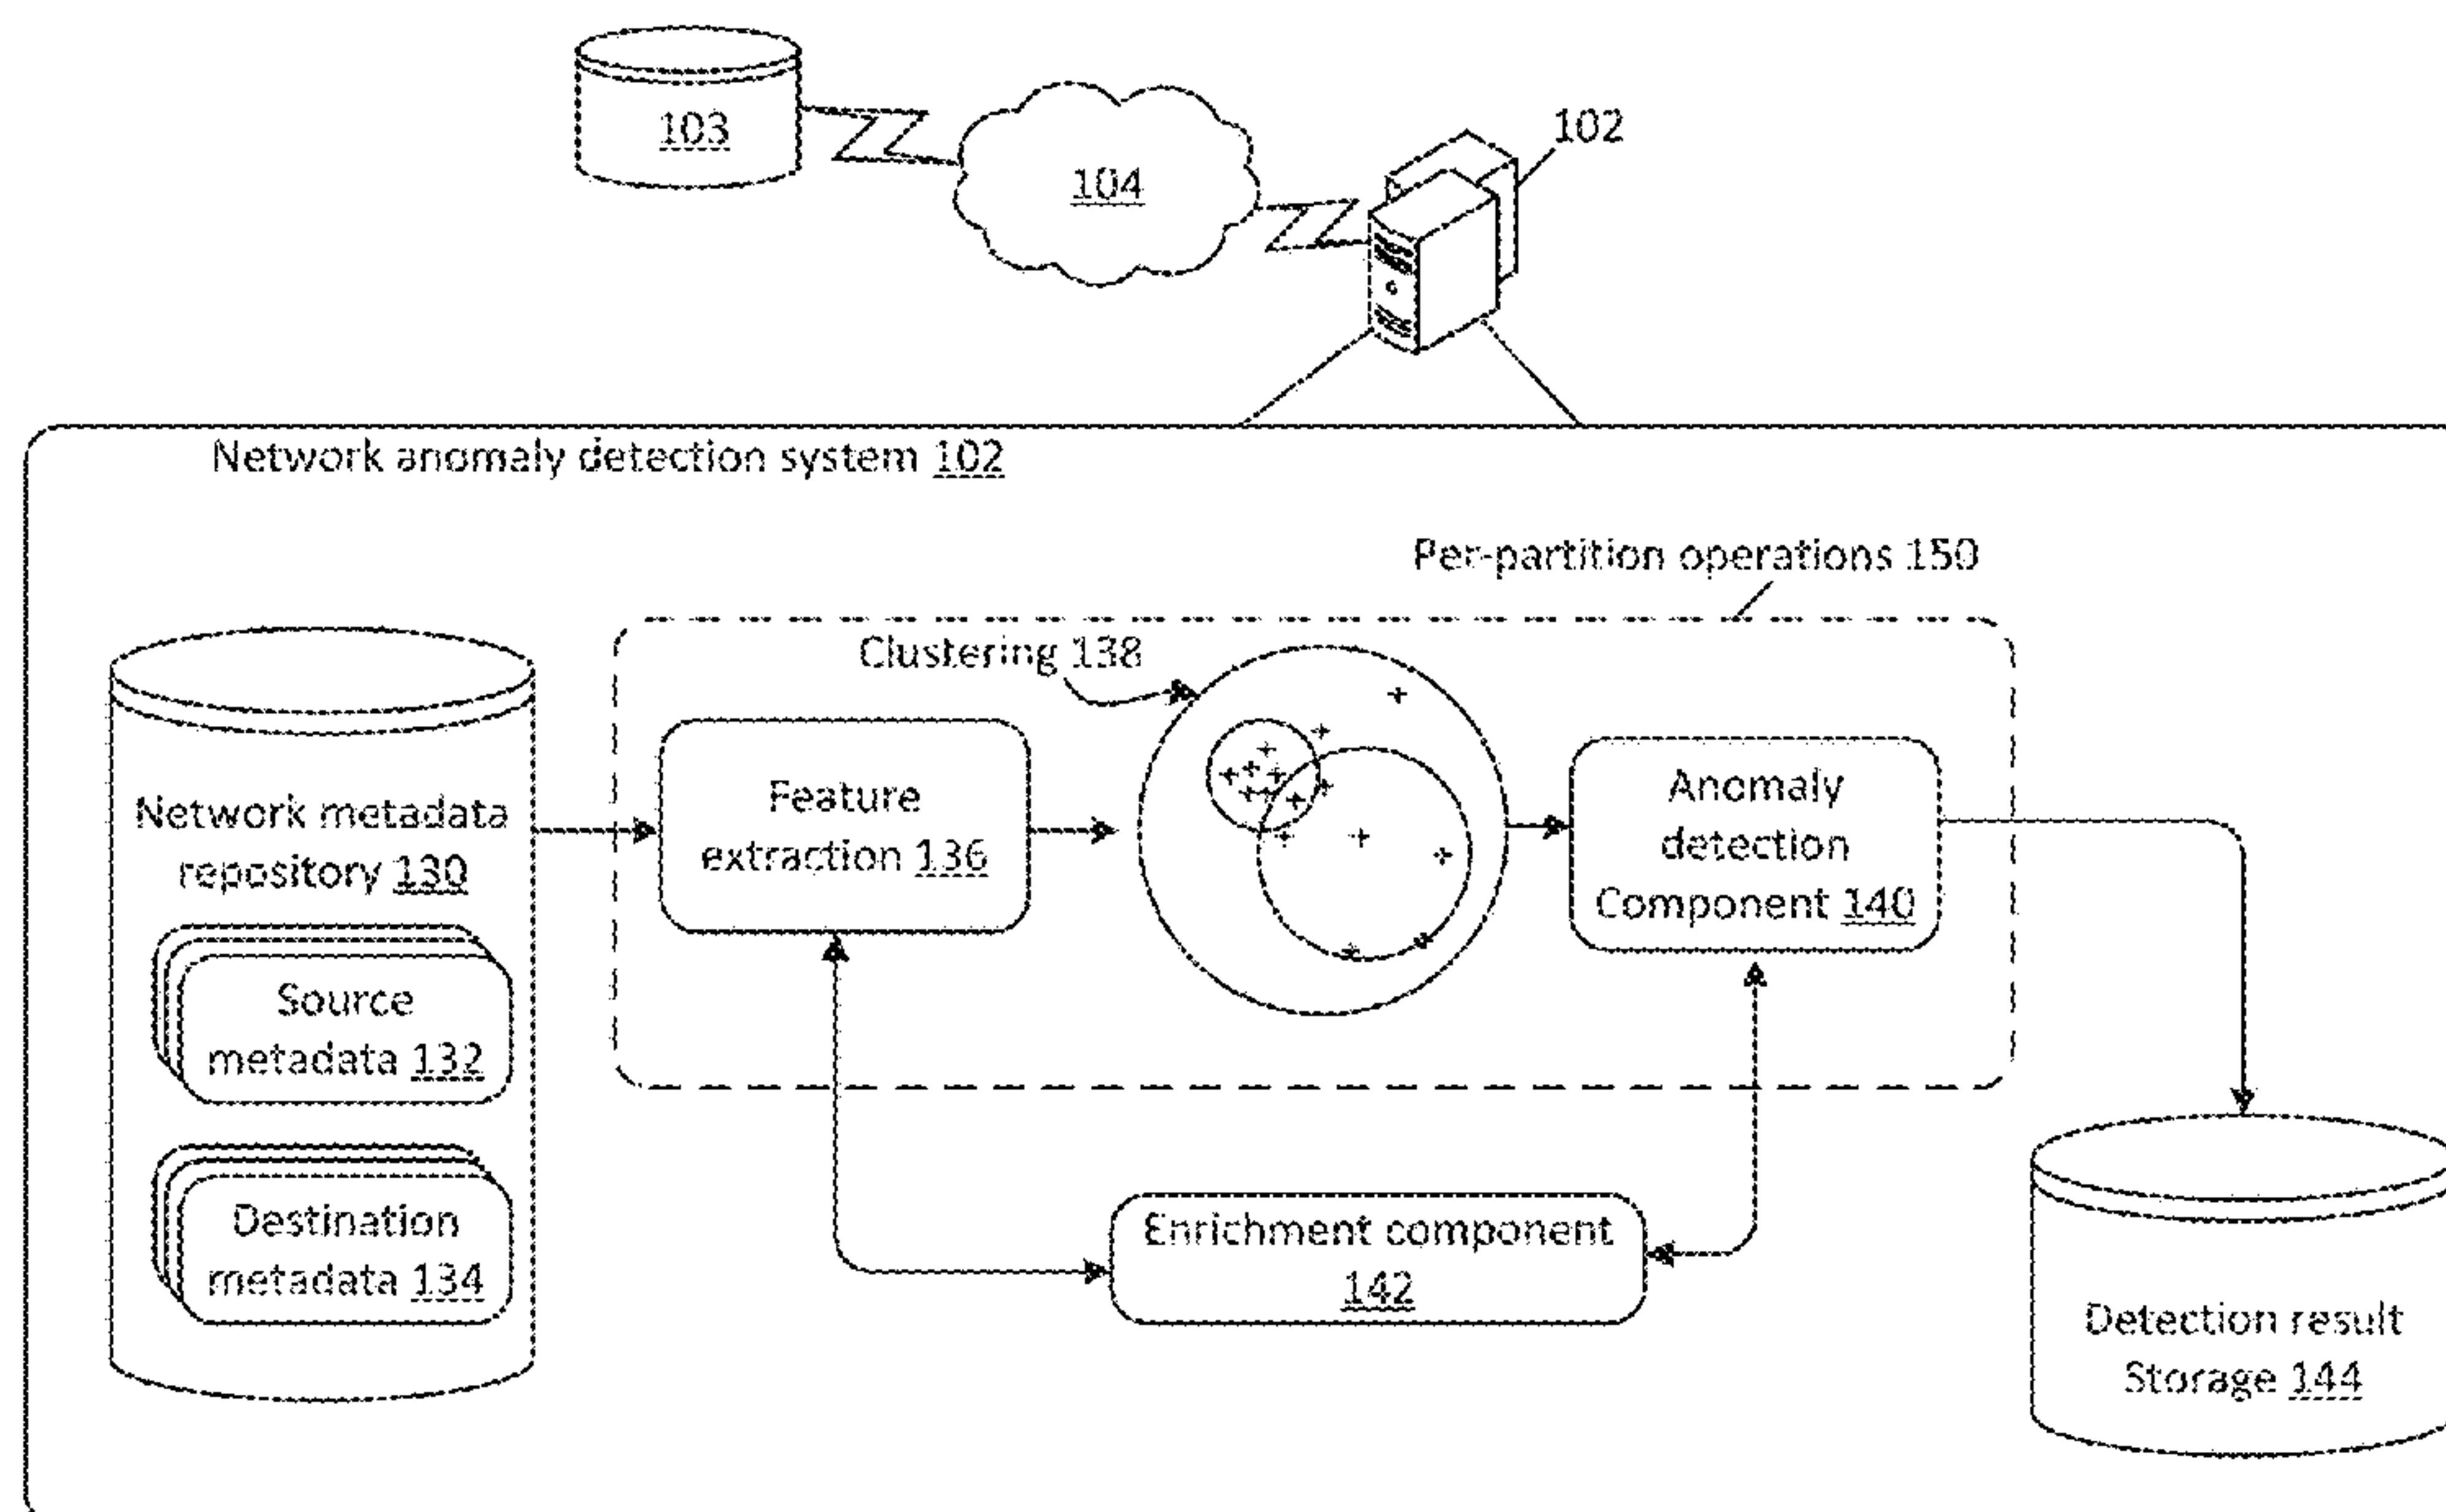 103
102
104
Network anomaly detection system 102
Per-partition operations 150
Clustering 138
Feature
extraction 136
Anomaly
detection
Component 140
Network metadata
repository 130
Source
metadata 132
Destination
metadata 134
Enrichment component
142
Detection result
Storage 144